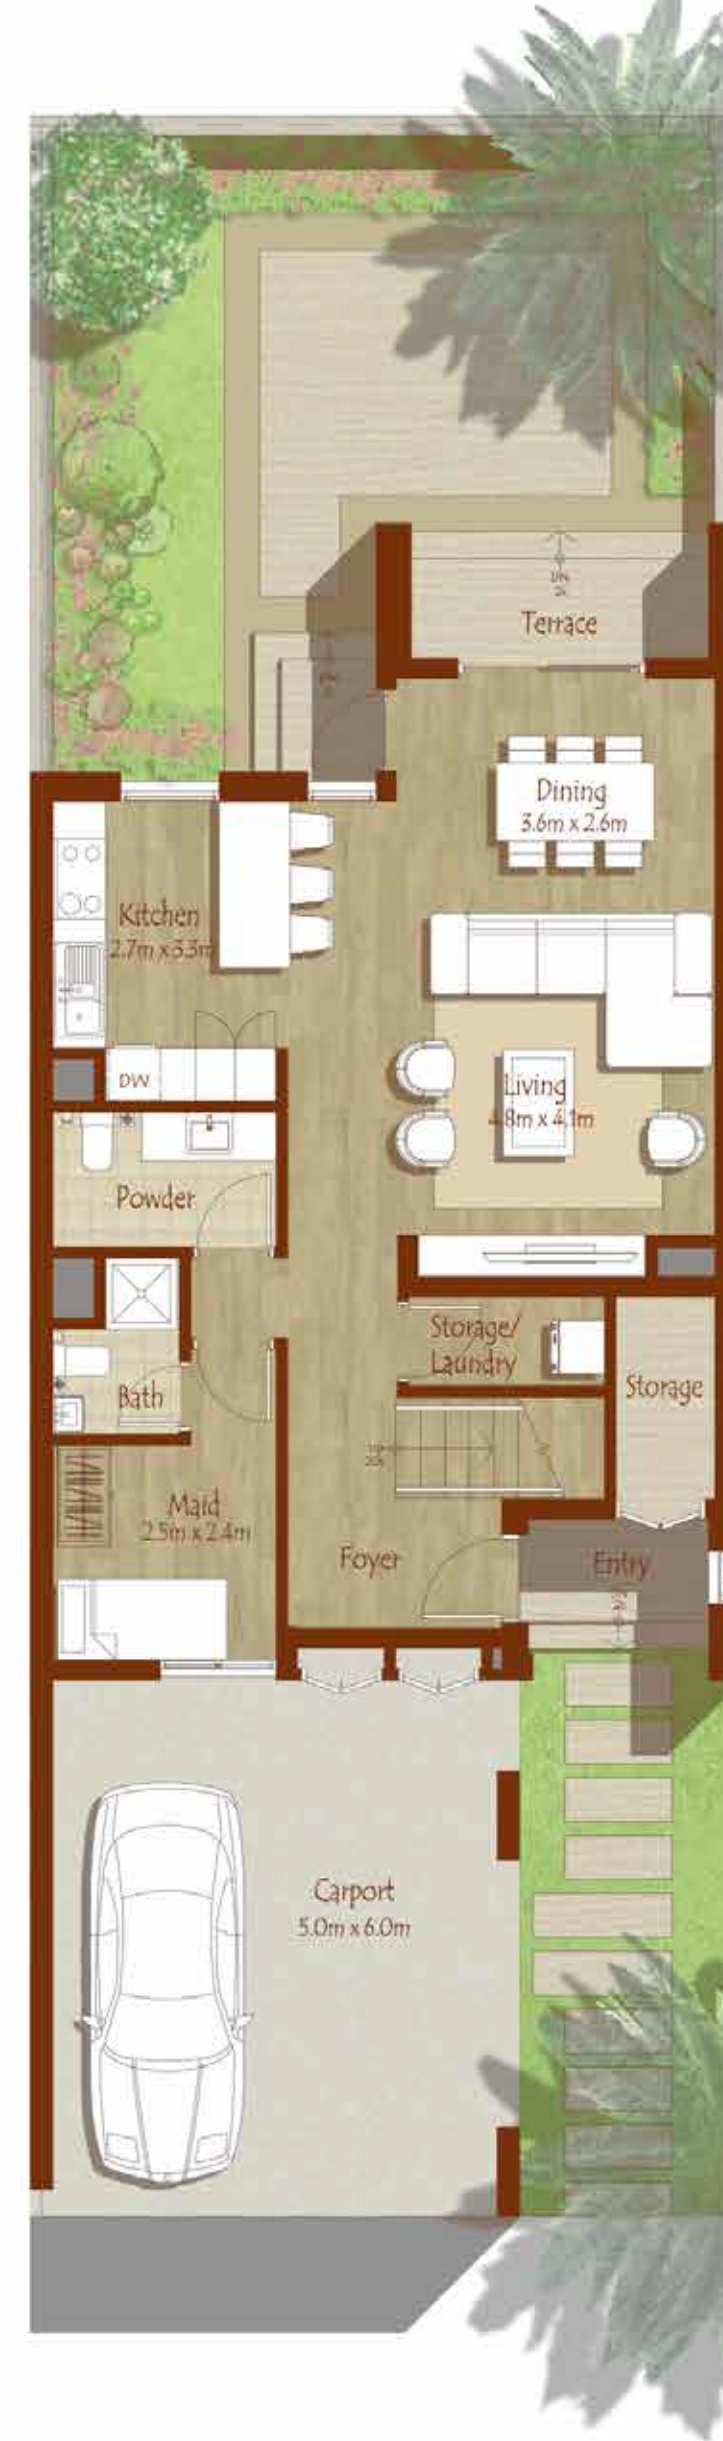 Terrace
Dining
3.6m x 2.6m
Kitchen
2.7m x 3.3m
DW
Living
4.8m x 4.1m
Powder
Storage/
Laundry
Storage
Bath
Maid
2.5m x 2.4m
Foyer
Entry
Carport
5.0m x 6.0m